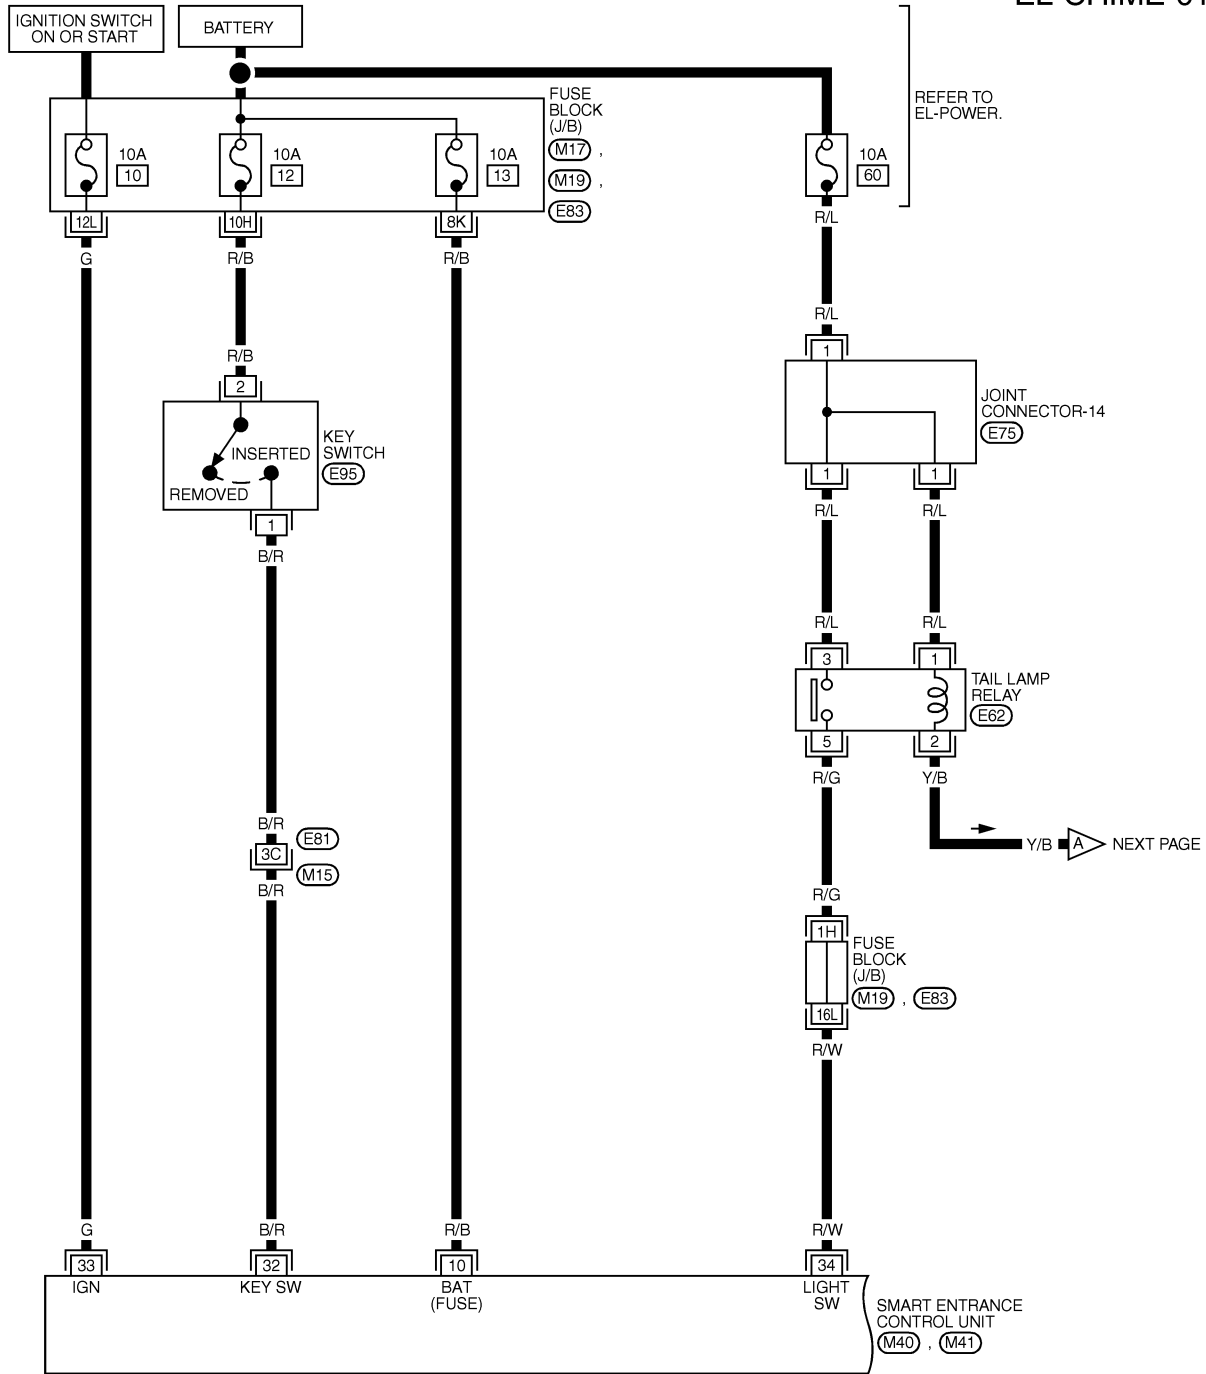 IGNITION SWITCH
ON OR START
BATTERY
REFER TO
EL-POWER.
FUSE
BLOCK
(J/B)
M17 ,
M19 ,
E83
10A
10
10A
12
10A
13
10A
60
12L
10H
8K
G
R/B
R/B
R/L
R/L
R/B
2
1
JOINT
CONNECTOR-14
E75
KEY
SWITCH
E95
INSERTED
REMOVED
1
1
1
B/R
R/L
R/L
R/L
R/L
3
1
TAIL LAMP
RELAY
E62
5
2
R/G
Y/B
B/R
E81
3C
M15
B/R
Y/B
A
NEXT PAGE
R/G
1H
FUSE
BLOCK
(J/B)
M19 , E83
16L
R/W
G
B/R
R/B
R/W
33
32
10
34
IGN
KEY SW
BAT
(FUSE)
LIGHT
SW
SMART ENTRANCE
CONTROL UNIT
M40 , M41